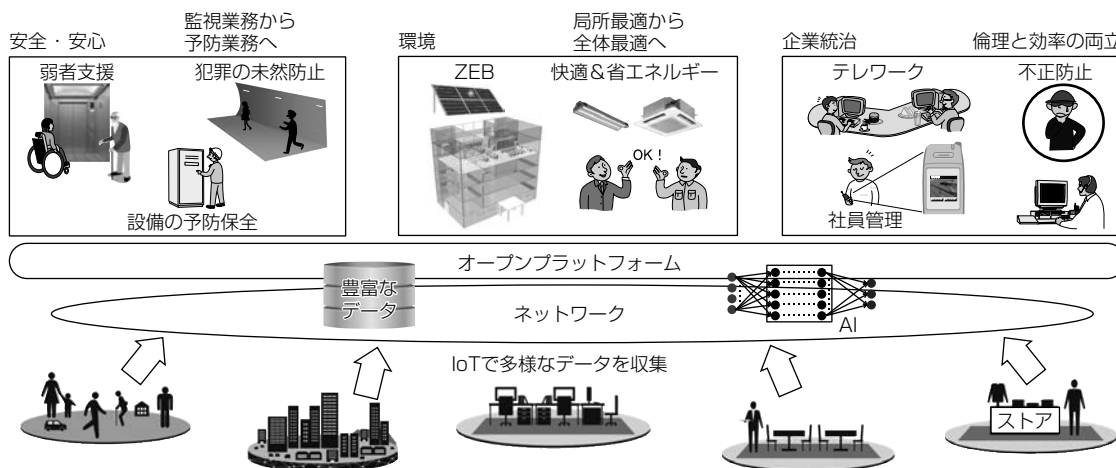 安全・安心
監視業務から
予防業務へ
環境
局所最適から
全体最適へ
企業統治
倫理と効率の両立
弱者支援
犯罪の未然防止
設備の予防保全
ZEB
快適＆省エネルギー
OK！
テレワーク
不正防止
社員管理
オープンプラットフォーム
豊富な
データ
ネットワーク
AI
IoTで多様なデータを収集
ストア